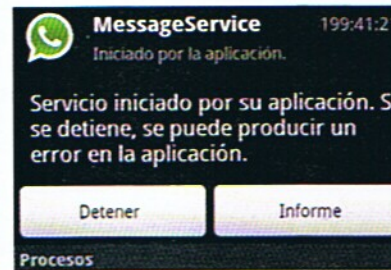 MessageService 199:41:2
Iniciado por la aplicación.
Servicio iniciado por su aplicación. S
se detiene, se puede producir un
error en la aplicación.
Detener Informe
Procesos